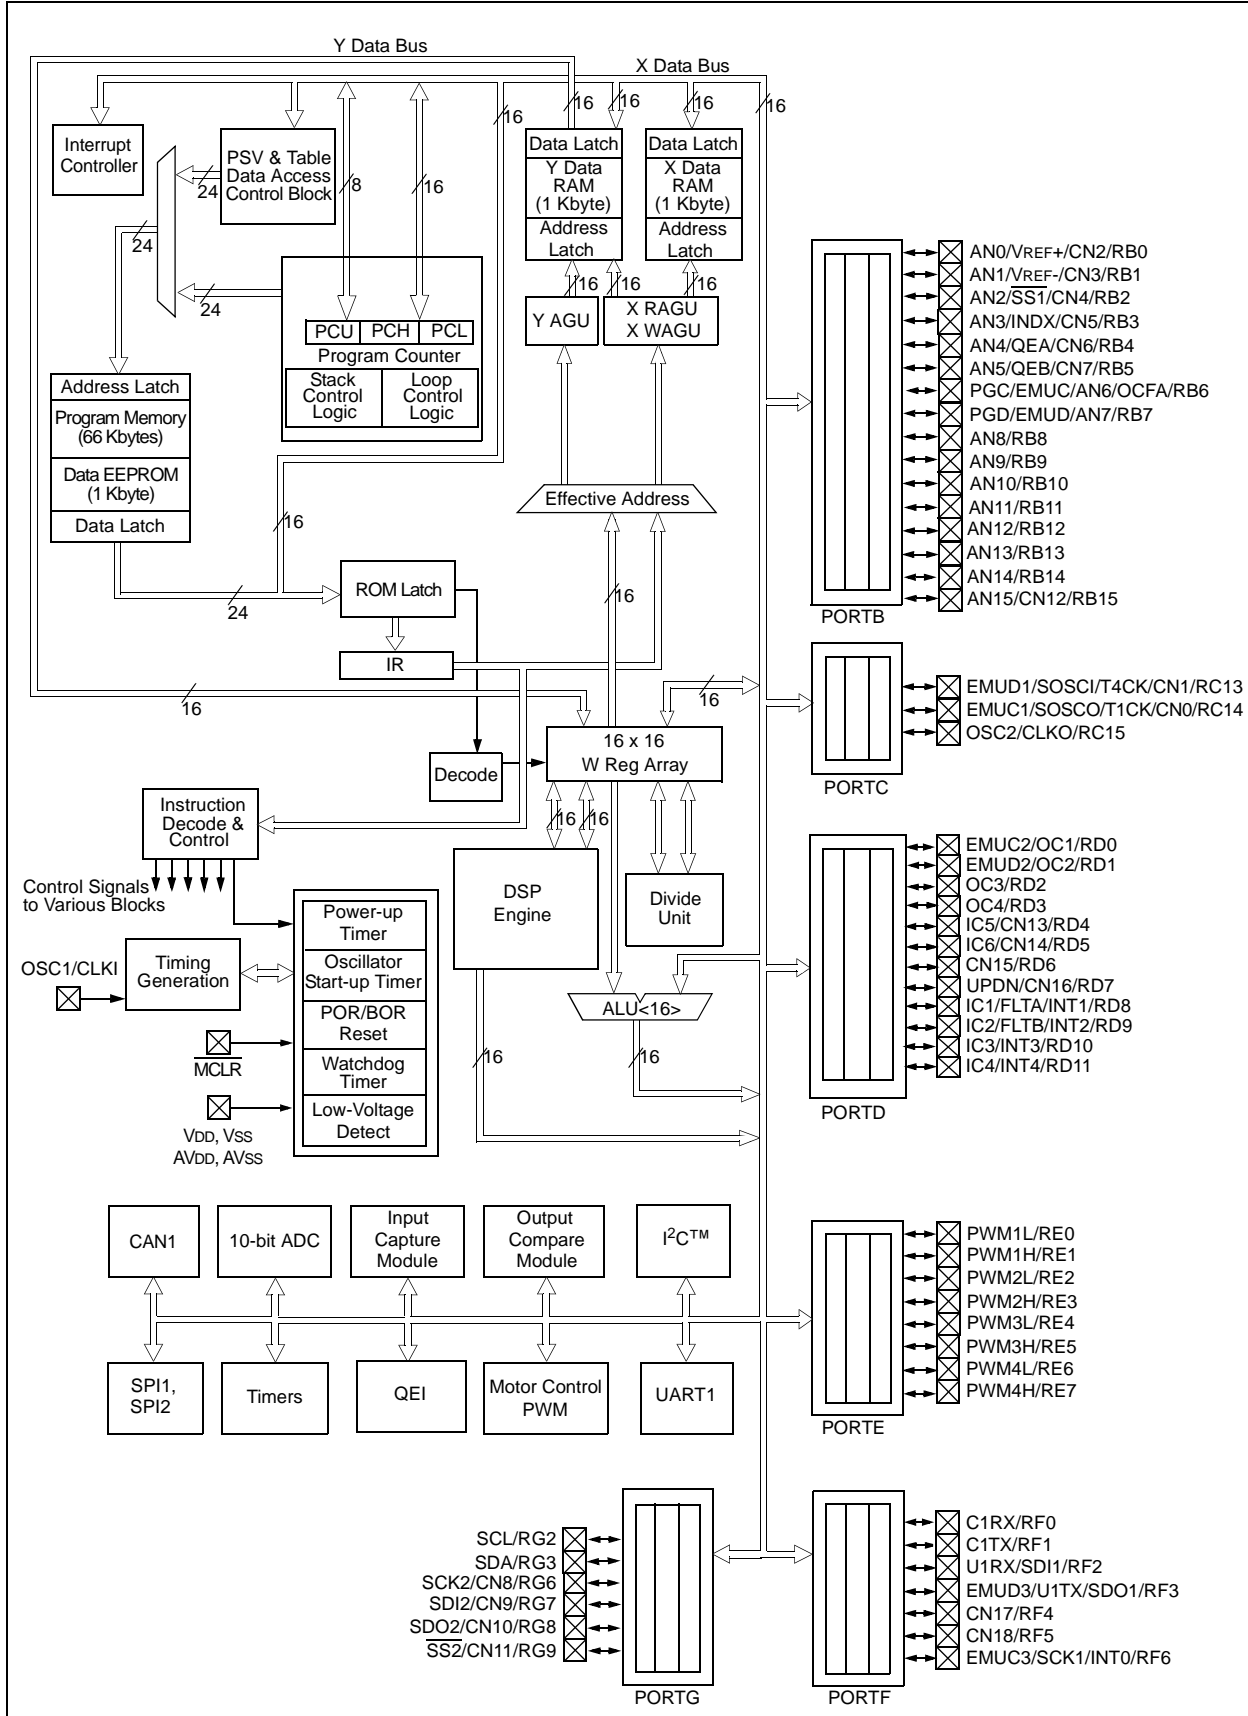 Y Data Bus
X Data Bus
16
16
16
16
16
Interrupt
Controller
PSV & Table
Data Access
Control Block
24
8
16
24
24
Data Latch
Y Data
RAM
(1 Kbyte)
Address
Latch
Data Latch
X Data
RAM
(1 Kbyte)
Address
Latch
16
16
16
Y AGU
X RAGU
X WAGU
PCU
PCH
PCL
Program Counter
Stack
Control
Logic
Loop
Control
Logic
Address Latch
Program Memory
(66 Kbytes)
Data EEPROM
(1 Kbyte)
Data Latch
16
24
Effective Address
ROM Latch
16
IR
16
16
16 x 16
W Reg Array
Decode
Instruction
Decode &
Control
Control Signals
to Various Blocks
16
16
DSP
Engine
Divide
Unit
Power-up
Timer
Oscillator
Start-up Timer
POR/BOR
Reset
Watchdog
Timer
Low-Voltage
Detect
OSC1/CLKI
Timing
Generation
MCLR
VDD, VSS
AVDD, AVSS
ALU<16>
16
16
CAN1
10-bit ADC
Input
Capture
Module
Output
Compare
Module
I²C™
SPI1,
SPI2
Timers
QEI
Motor Control
PWM
UART1
AN0/VREF+/CN2/RB0
AN1/VREF-/CN3/RB1
AN2/SS1/CN4/RB2
AN3/INDX/CN5/RB3
AN4/QEA/CN6/RB4
AN5/QEB/CN7/RB5
PGC/EMUC/AN6/OCFA/RB6
PGD/EMUD/AN7/RB7
AN8/RB8
AN9/RB9
AN10/RB10
AN11/RB11
AN12/RB12
AN13/RB13
AN14/RB14
AN15/CN12/RB15
PORTB
EMUD1/SOSCI/T4CK/CN1/RC13
EMUC1/SOSCO/T1CK/CN0/RC14
OSC2/CLKO/RC15
PORTC
EMUC2/OC1/RD0
EMUD2/OC2/RD1
OC3/RD2
OC4/RD3
IC5/CN13/RD4
IC6/CN14/RD5
CN15/RD6
UPDN/CN16/RD7
IC1/FLTA/INT1/RD8
IC2/FLTB/INT2/RD9
IC3/INT3/RD10
IC4/INT4/RD11
PORTD
PWM1L/RE0
PWM1H/RE1
PWM2L/RE2
PWM2H/RE3
PWM3L/RE4
PWM3H/RE5
PWM4L/RE6
PWM4H/RE7
PORTE
SCL/RG2
SDA/RG3
SCK2/CN8/RG6
SDI2/CN9/RG7
SDO2/CN10/RG8
SS2/CN11/RG9
PORTG
C1RX/RF0
C1TX/RF1
U1RX/SDI1/RF2
EMUD3/U1TX/SDO1/RF3
CN17/RF4
CN18/RF5
EMUC3/SCK1/INT0/RF6
PORTF